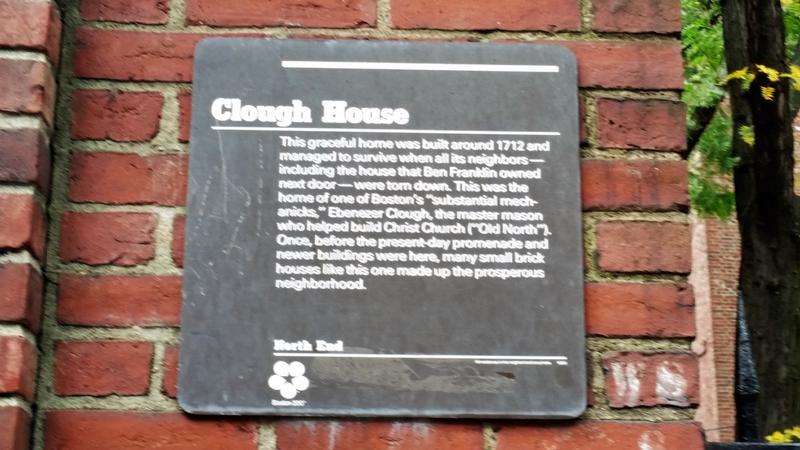 Clough House
This graceful home was built around 1712 and
managed to survive when all its neighbors —
including the house that Ben Franklin owned
next door — were torn down. This was the
home of one of Boston's "substantial mech-
anicks," Ebenezer Clough, the master mason
who helped build Christ Church ("Old North").
Once, before the present-day promenade and
newer buildings were here, many small brick
houses like this one made up the prosperous
neighborhood.
North End
Boston 200